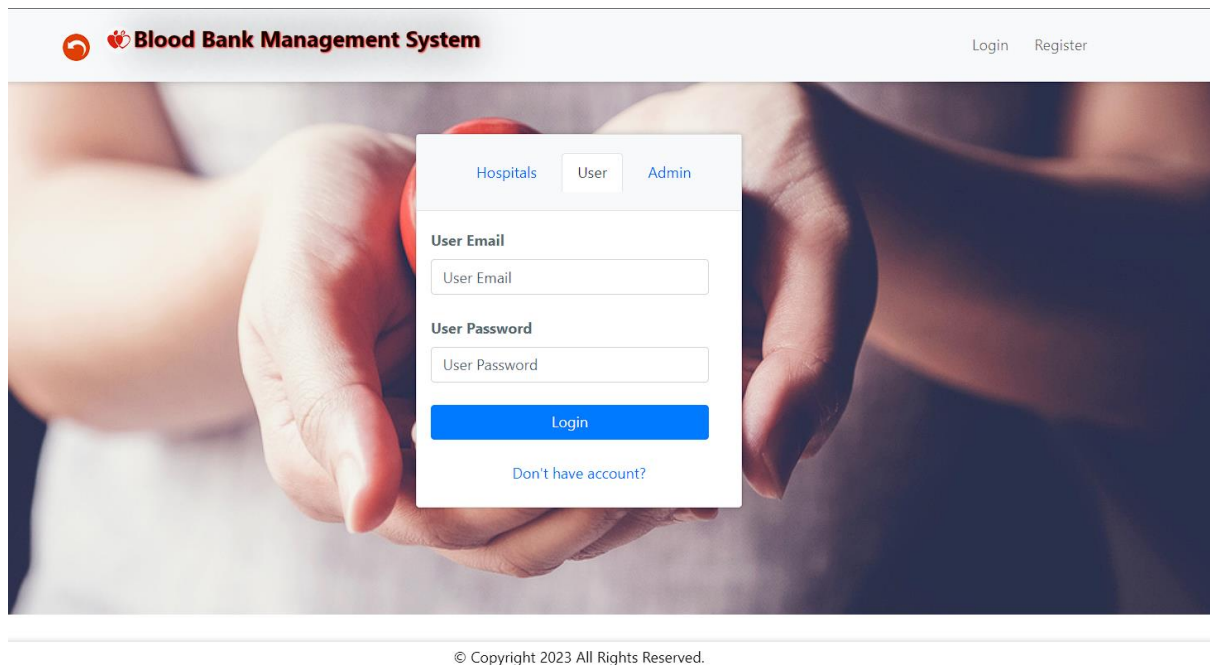 Blood Bank Management System
Login Register
Hospitals User Admin
User Email
User Email
User Password
User Password
Login
Don't have account?
© Copyright 2023 All Rights Reserved.